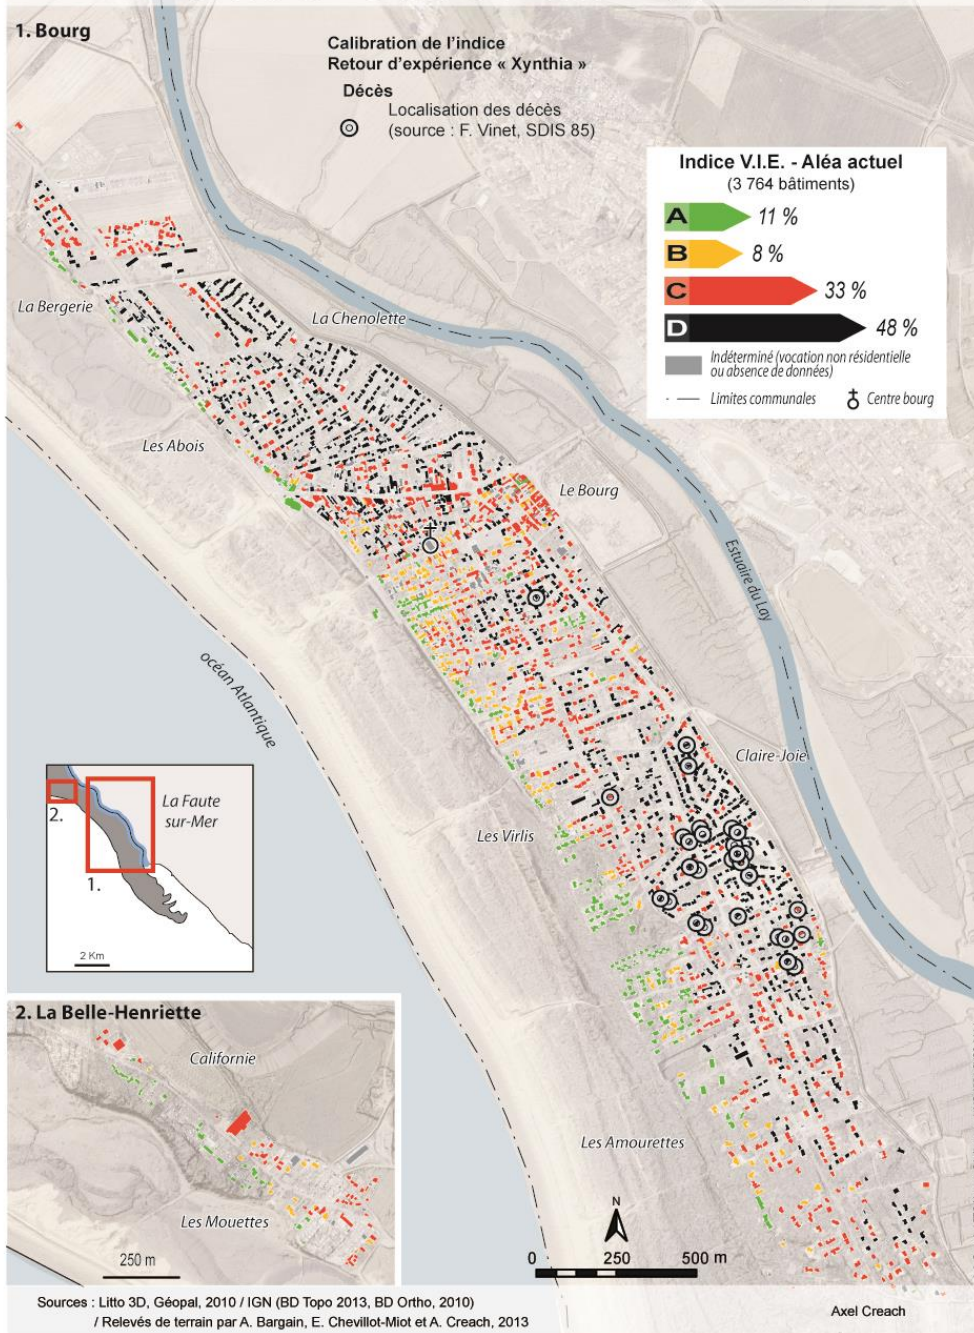 1. Bourg
Calibration de l'indice
Retour d'expérience « Xynthia »
Décès
Localisation des décès
(source : F. Vinet, SDIS 85)
Indice V.I.E. - Aléa actuel
(3 764 bâtiments)
A 11 %
B 8 %
C 33 %
D 48 %
Indéterminé (vocation non résidentielle
ou absence de données)
Limites communales
Centre bourg
La Bergerie
La Chenolette
Les Abois
Le Bourg
Estuaire du Lay
océan Atlantique
Claire-Joie
Les Virlis
La Faute
sur-Mer
2.
1.
2 Km
Les Amourettes
2. La Belle-Henriette
Californie
Les Mouettes
250 m
N
0 250 500 m
Sources : Litto 3D, Géopal, 2010 / IGN (BD Topo 2013, BD Ortho, 2010)
/ Relevés de terrain par A. Bargain, E. Chevillot-Miot et A. Creach, 2013
Axel Creach